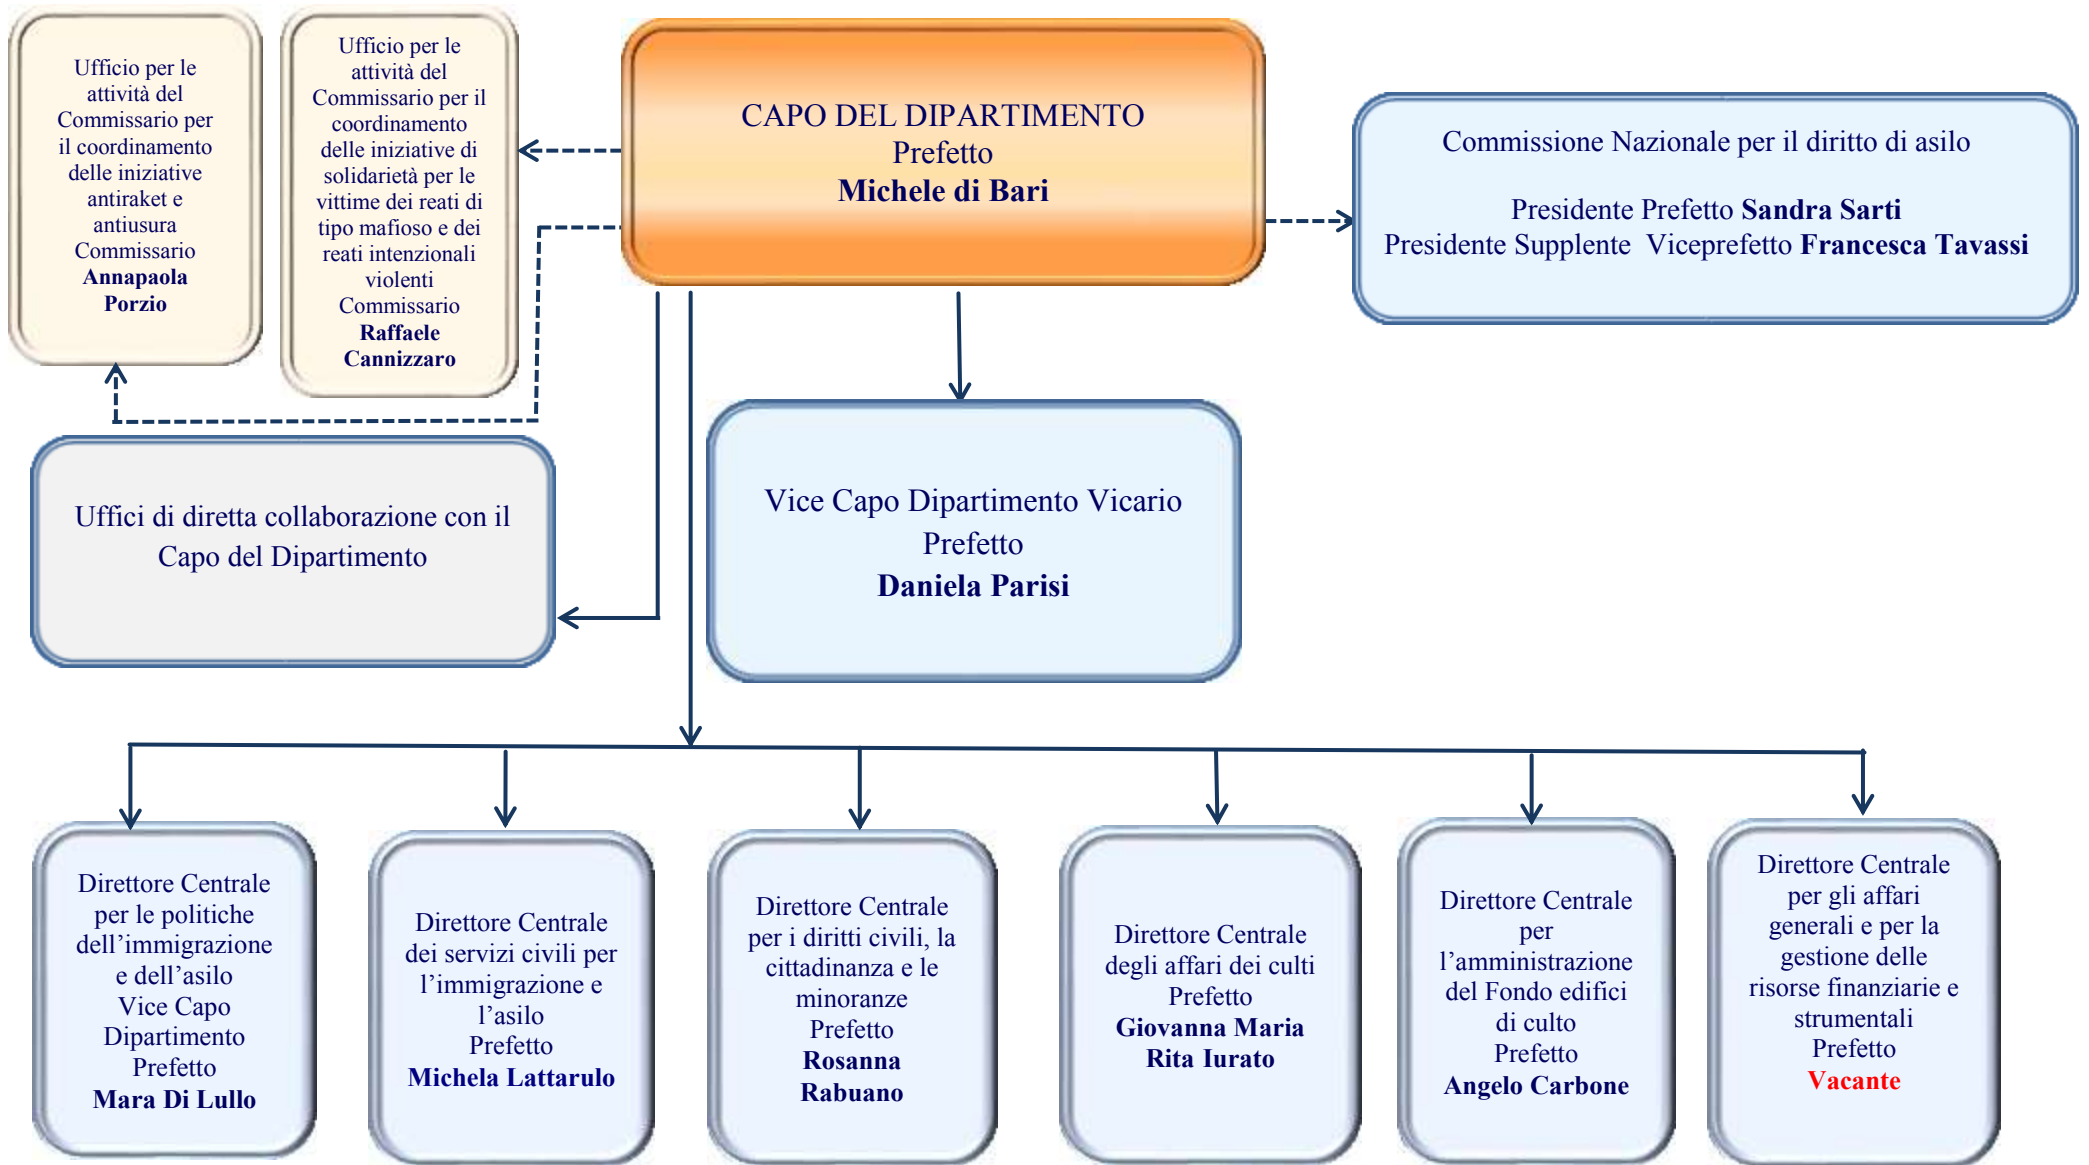 Ufficio per le
attività del
Commissario per
il coordinamento
delle iniziative
antiraket e
antiusura
Commissario
Annapaola
Porzio
Ufficio per le
attività del
Commissario per il
coordinamento
delle iniziative di
solidarietà per le
vittime dei reati di
tipo mafioso e dei
reati intenzionali
violenti
Commissario
Raffaele
Cannizzaro
CAPO DEL DIPARTIMENTO
Prefetto
Michele di Bari
Commissione Nazionale per il diritto di asilo
Presidente Prefetto Sandra Sarti
Presidente Supplente Viceprefetto Francesca Tavassi
Uffici di diretta collaborazione con il
Capo del Dipartimento
Vice Capo Dipartimento Vicario
Prefetto
Daniela Parisi
Direttore Centrale
per le politiche
dell’immigrazione
e dell’asilo
Vice Capo
Dipartimento
Prefetto
Mara Di Lullo
Direttore Centrale
dei servizi civili per
l’immigrazione e
l’asilo
Prefetto
Michela Lattarulo
Direttore Centrale
per i diritti civili, la
cittadinanza e le
minoranze
Prefetto
Rosanna
Rabuano
Direttore Centrale
degli affari dei culti
Prefetto
Giovanna Maria
Rita Iurato
Direttore Centrale
per
l’amministrazione
del Fondo edifici
di culto
Prefetto
Angelo Carbone
Direttore Centrale
per gli affari
generali e per la
gestione delle
risorse finanziarie e
strumentali
Prefetto
Vacante